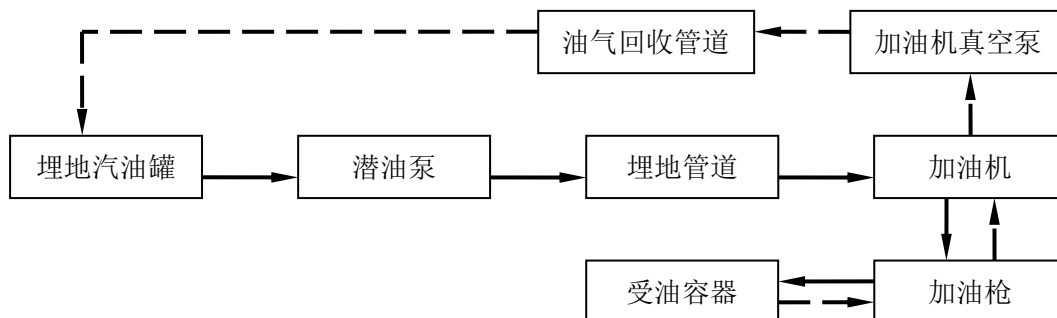 油气回收管道
加油机真空泵
埋地汽油罐
潜油泵
埋地管道
加油机
受油容器
加油枪